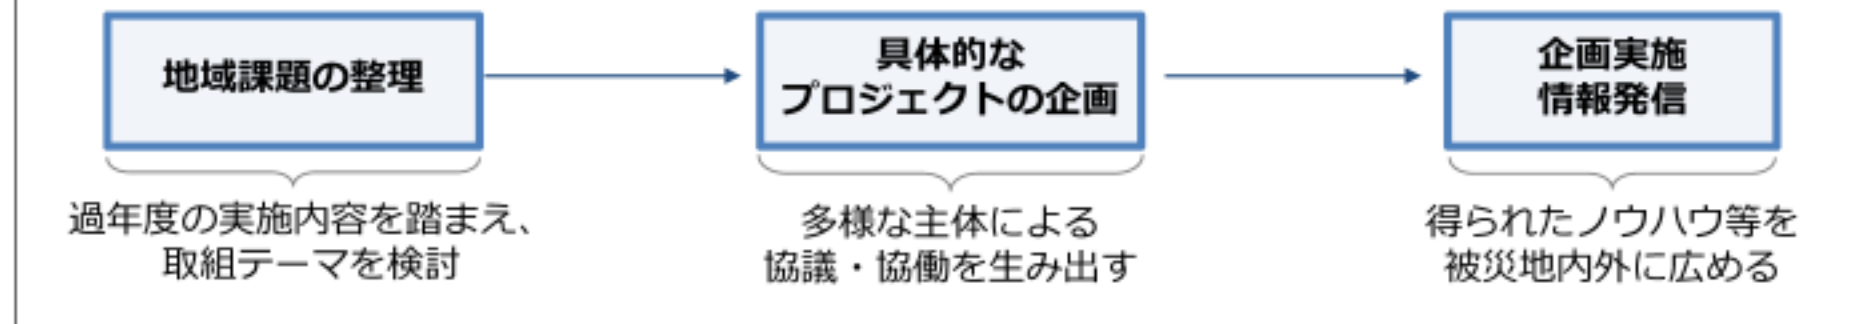 地域課題の整理
具体的な
プロジェクトの企画
企画実施
情報発信
過年度の実施内容を踏まえ、
取組テーマを検討
多様な主体による
協議・協働を生み出す
得られたノウハウ等を
被災地内外に広める